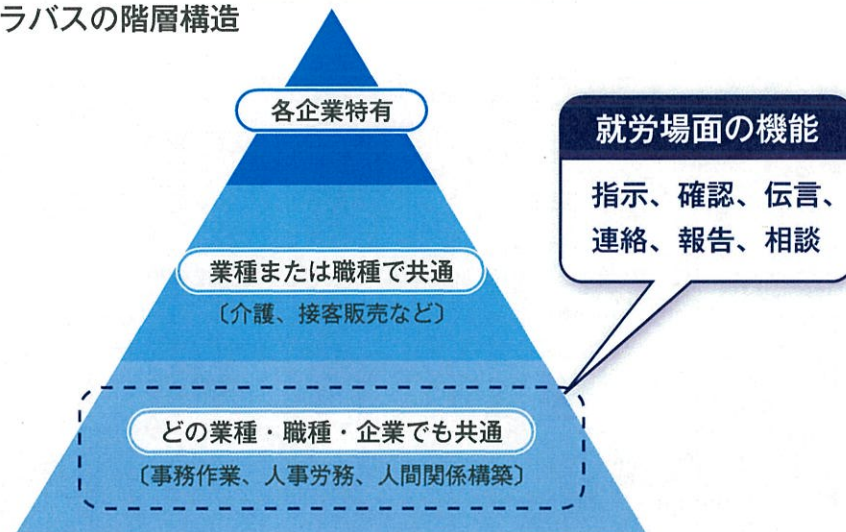 ラバスの階層構造
各企業特有
就労場面の機能
指示、確認、伝言、
連絡、報告、相談
業種または職種で共通
〔介護、接客販売など〕
どの業種・職種・企業でも共通
〔事務作業、人事労務、人間関係構築〕